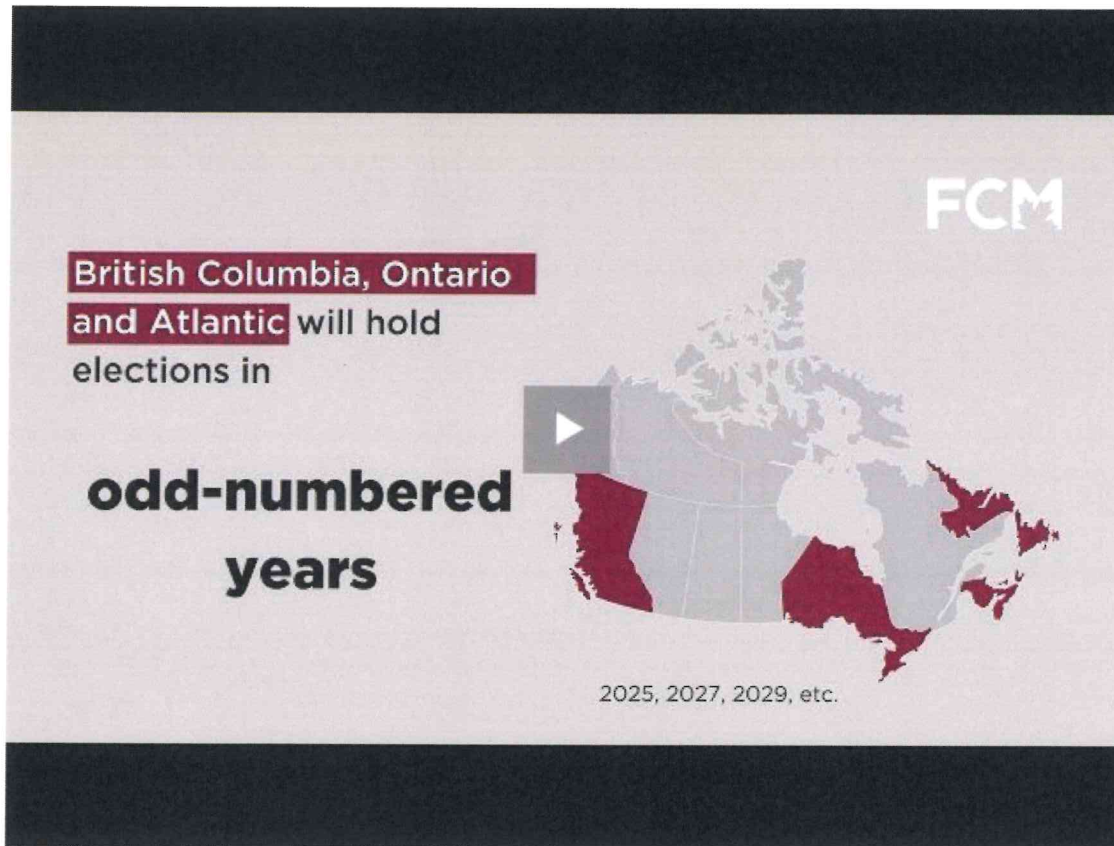 FCM
British Columbia, Ontario
and Atlantic will hold
elections in
odd-numbered
years
2025, 2027, 2029, etc.